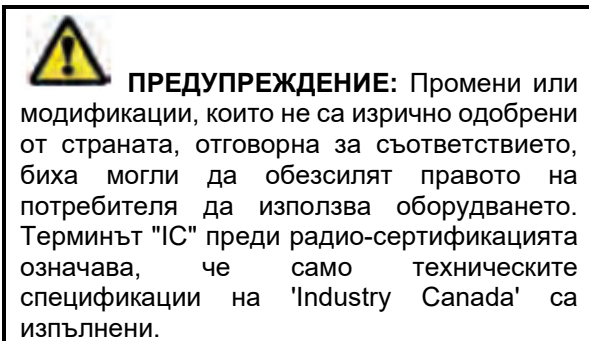 ПРЕДУПРЕЖДЕНИЕ: Промени или
модификации, които не са изрично одобрени
от страната, отговорна за съответствието,
биха могли да обезсилят правото на
потребителя да използва оборудването.
Терминът "IC" преди радио-сертификацията
означава, че само техническите
спецификации на 'Industry Canada' са
изпълнени.